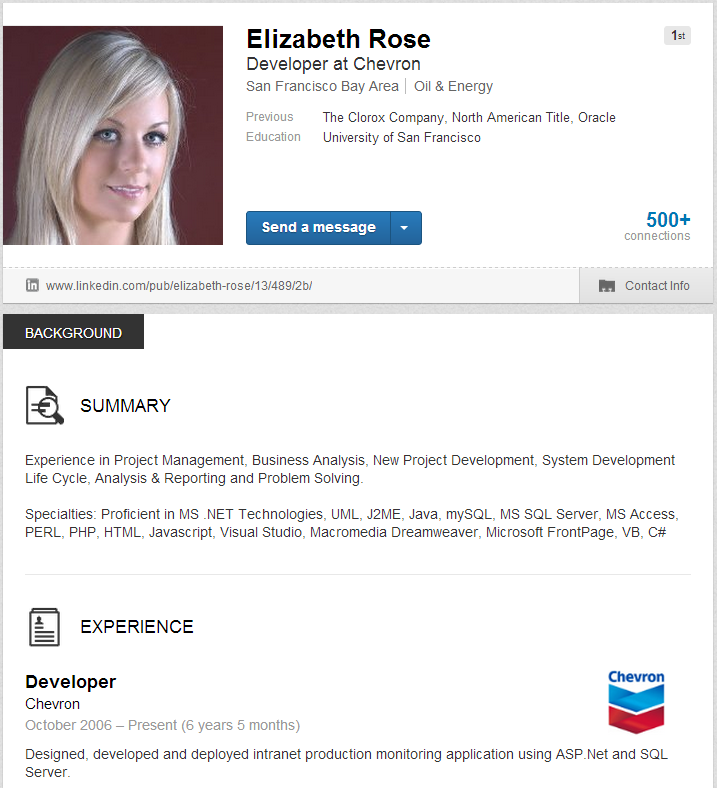 Elizabeth Rose
1st
Developer at Chevron
San Francisco Bay Area | Oil & Energy
Previous The Clorox Company, North American Title, Oracle
Education University of San Francisco
Send a message
500+
connections
www.linkedin.com/pub/elizabeth-rose/13/489/2b/
Contact Info
BACKGROUND
SUMMARY
Experience in Project Management, Business Analysis, New Project Development, System Development
Life Cycle, Analysis & Reporting and Problem Solving.
Specialties: Proficient in MS .NET Technologies, UML, J2ME, Java, mySQL, MS SQL Server, MS Access,
PERL, PHP, HTML, Javascript, Visual Studio, Macromedia Dreamweaver, Microsoft FrontPage, VB, C#
EXPERIENCE
Developer
Chevron
Chevron
October 2006 – Present (6 years 5 months)
Designed, developed and deployed intranet production monitoring application using ASP.Net and SQL
Server.